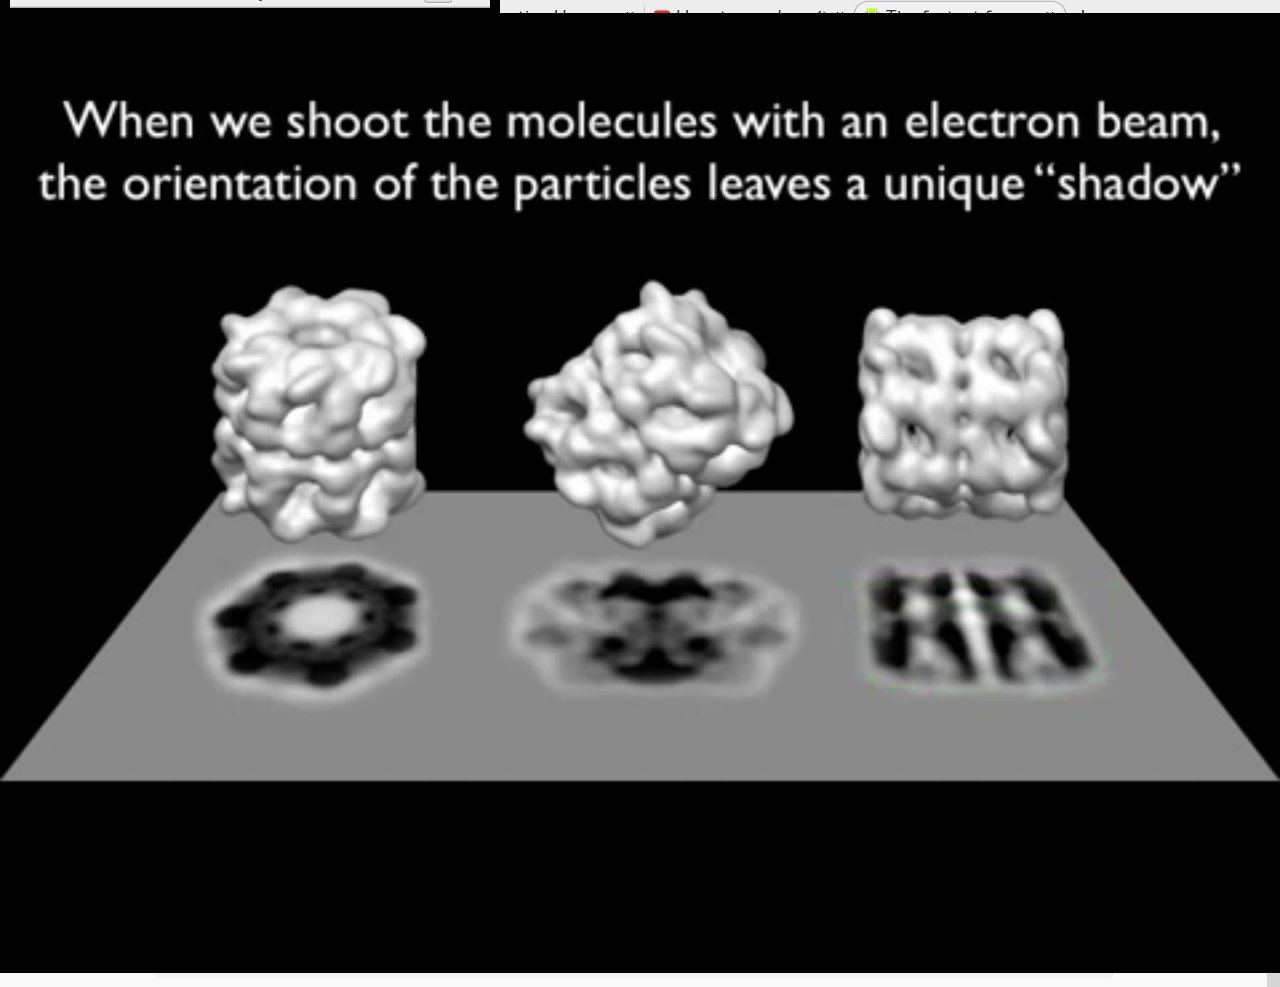 When we shoot the molecules with an electron beam,
the orientation of the particles leaves a unique “shadow”